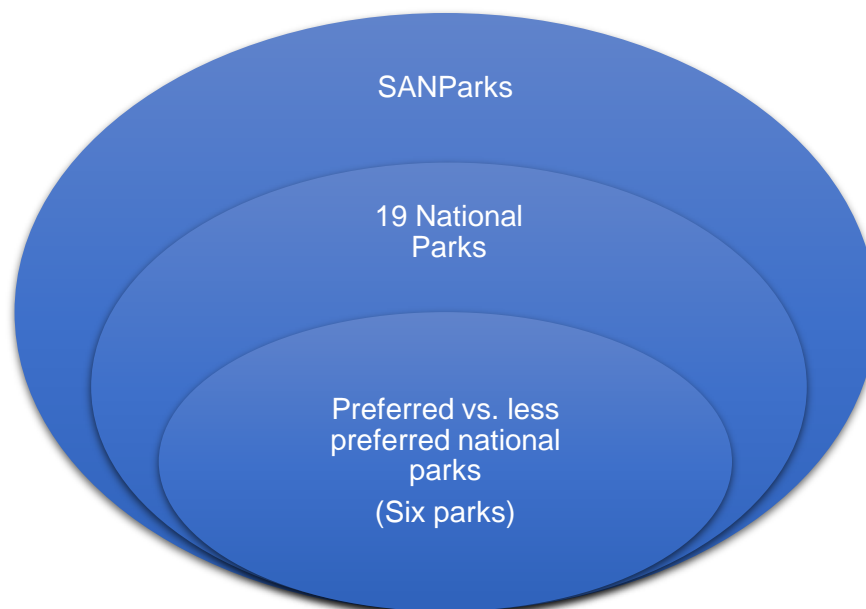 SANParks
19 National
Parks
Preferred vs. less
preferred national
parks
(Six parks)